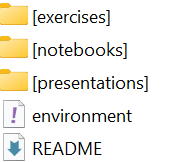 [exercises]
[notebooks]
[presentations]
environment
README